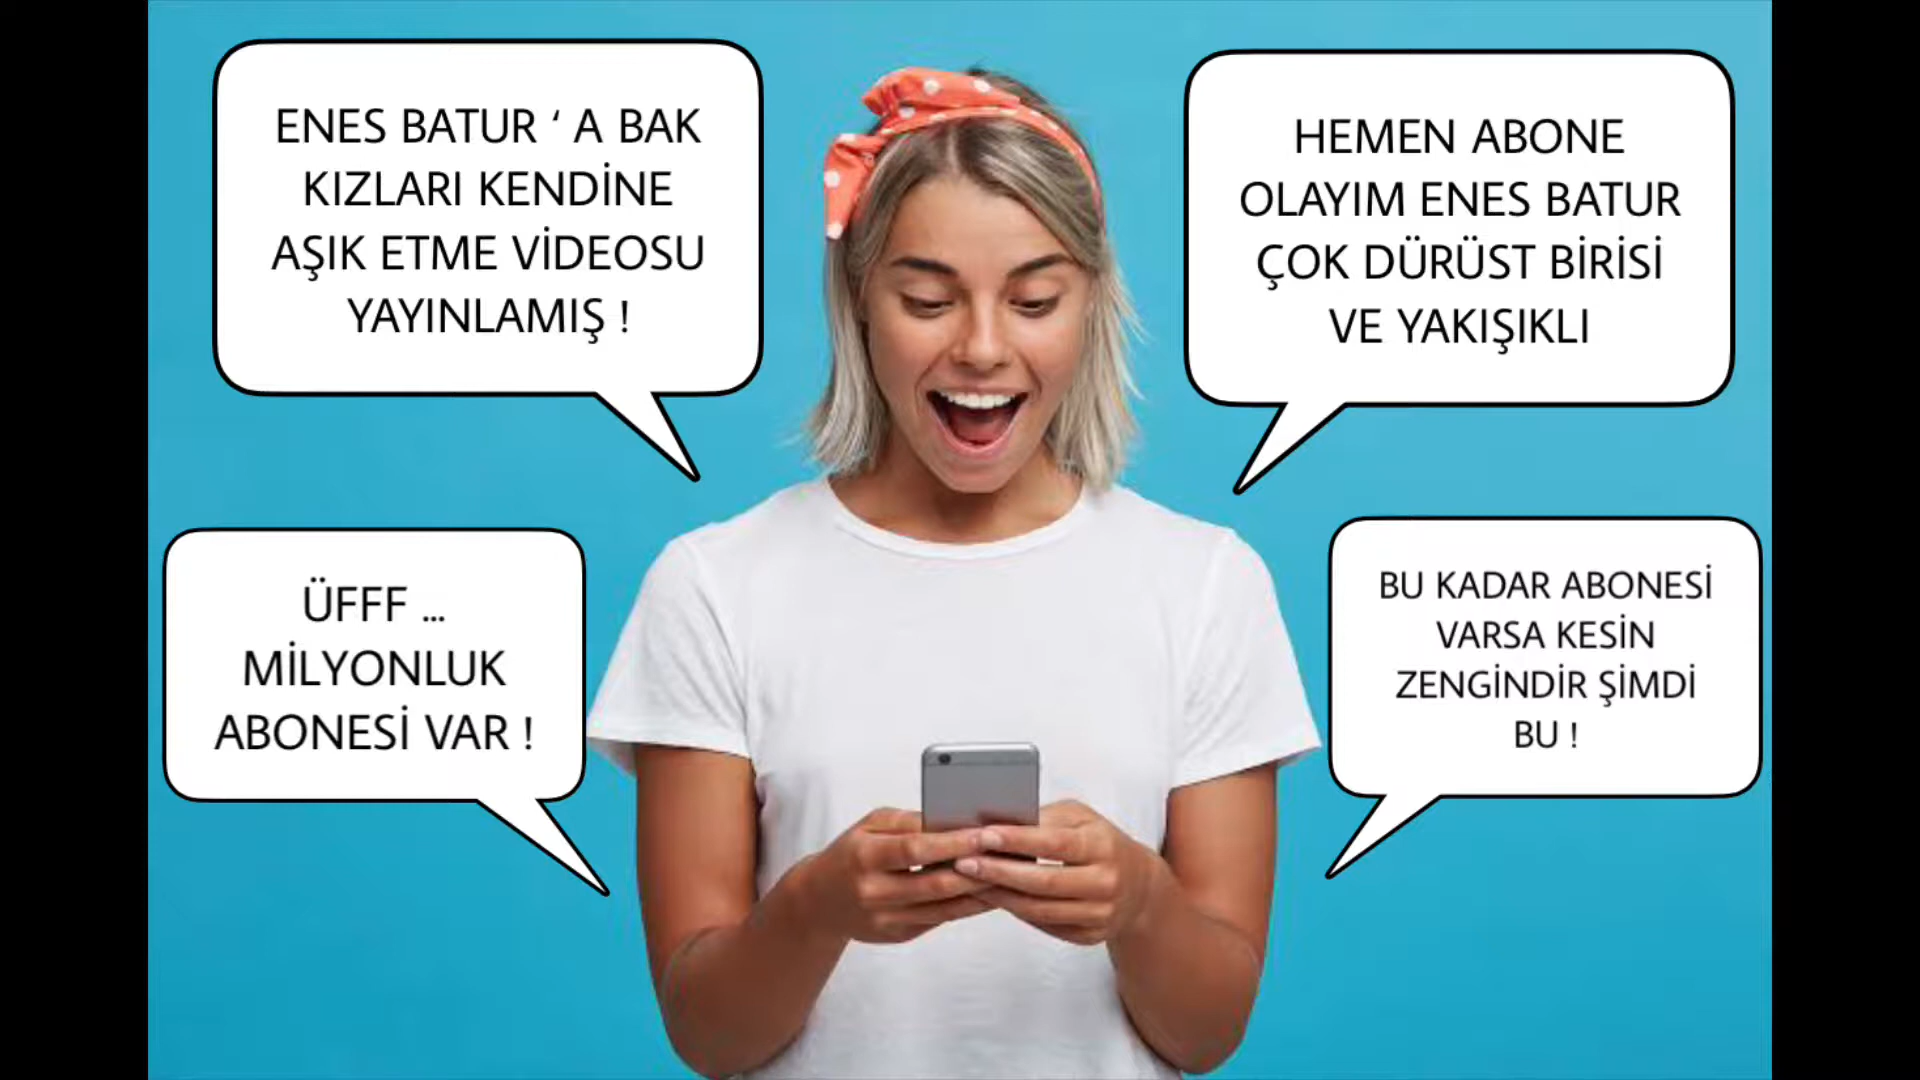 ENES BATUR ‘ A BAK
KIZLARI KENDİNE
AŞIK ETME VİDEOSU
YAYINLAMIŞ !
HEMEN ABONE
OLAYIM ENES BATUR
ÇOK DÜRÜST BİRİSİ
VE YAKIŞIKLI
ÜFFF ...
MİLYONLUK
ABONESİ VAR !
BU KADAR ABONESİ
VARSA KESİN
ZENGİNDİR ŞİMDİ
BU !